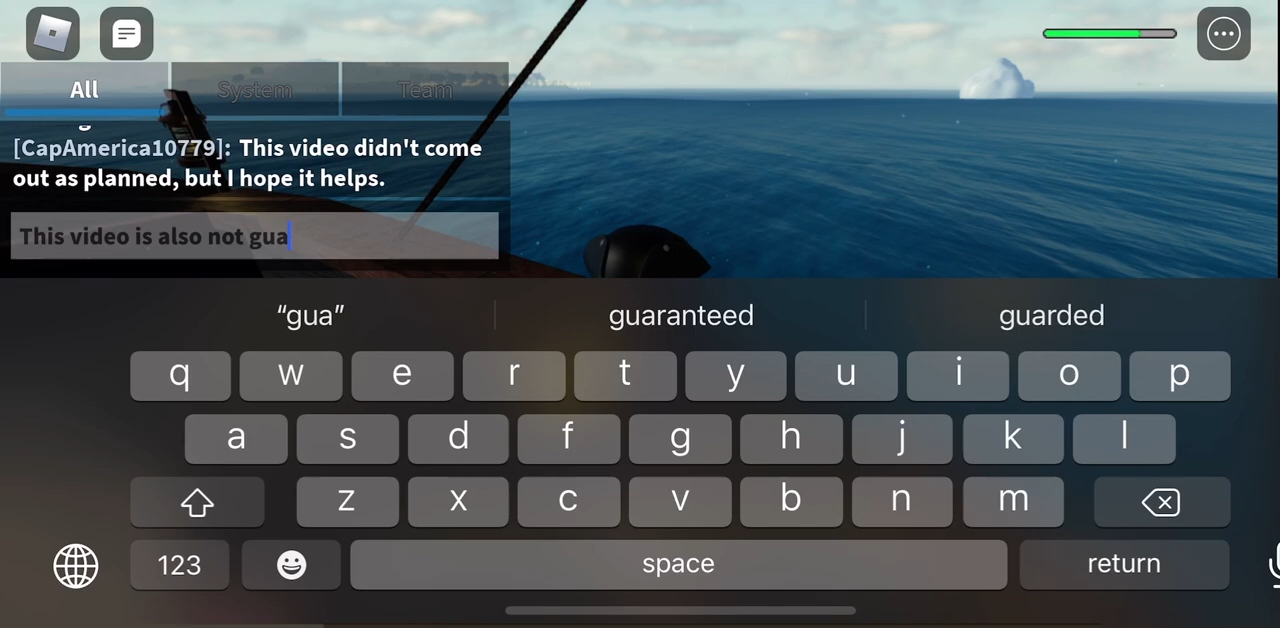 All
System
Team
[CapAmerica10779]: This video didn't come
out as planned, but I hope it helps.
This video is also not gua
“gua”
guaranteed
guarded
q w e r t y u i o p
a s d f g h j k l
z x c v b n m
123
space
return